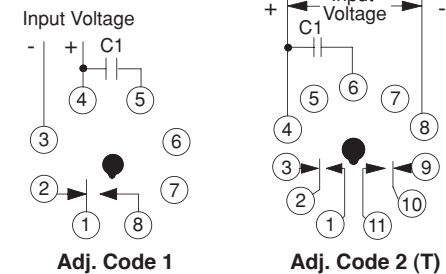 Input Voltage
- +
C1
4 5
3 6
2 7
1 8
Adj. Code 1
Input
+ Voltage -
C1
5 6 7
4 8
3 9
2 10
1 11
Adj. Code 2 (T)